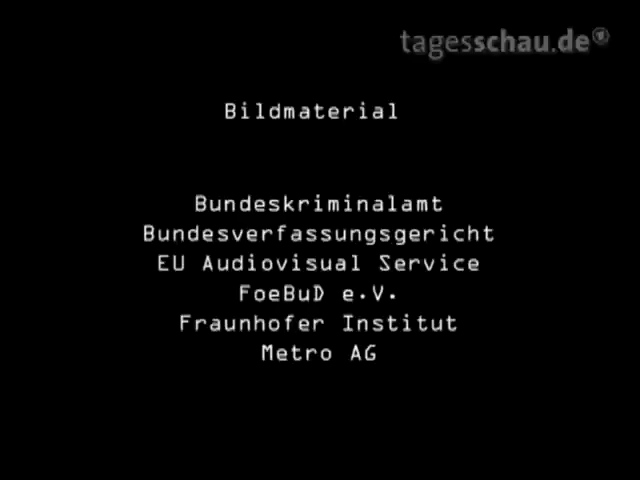 tagesschau.de
Bildmaterial
Bundeskriminalamt
Bundesverfassungsgericht
EU Audiovisual Service
FoeBuD e.V.
Fraunhofer Institut
Metro AG